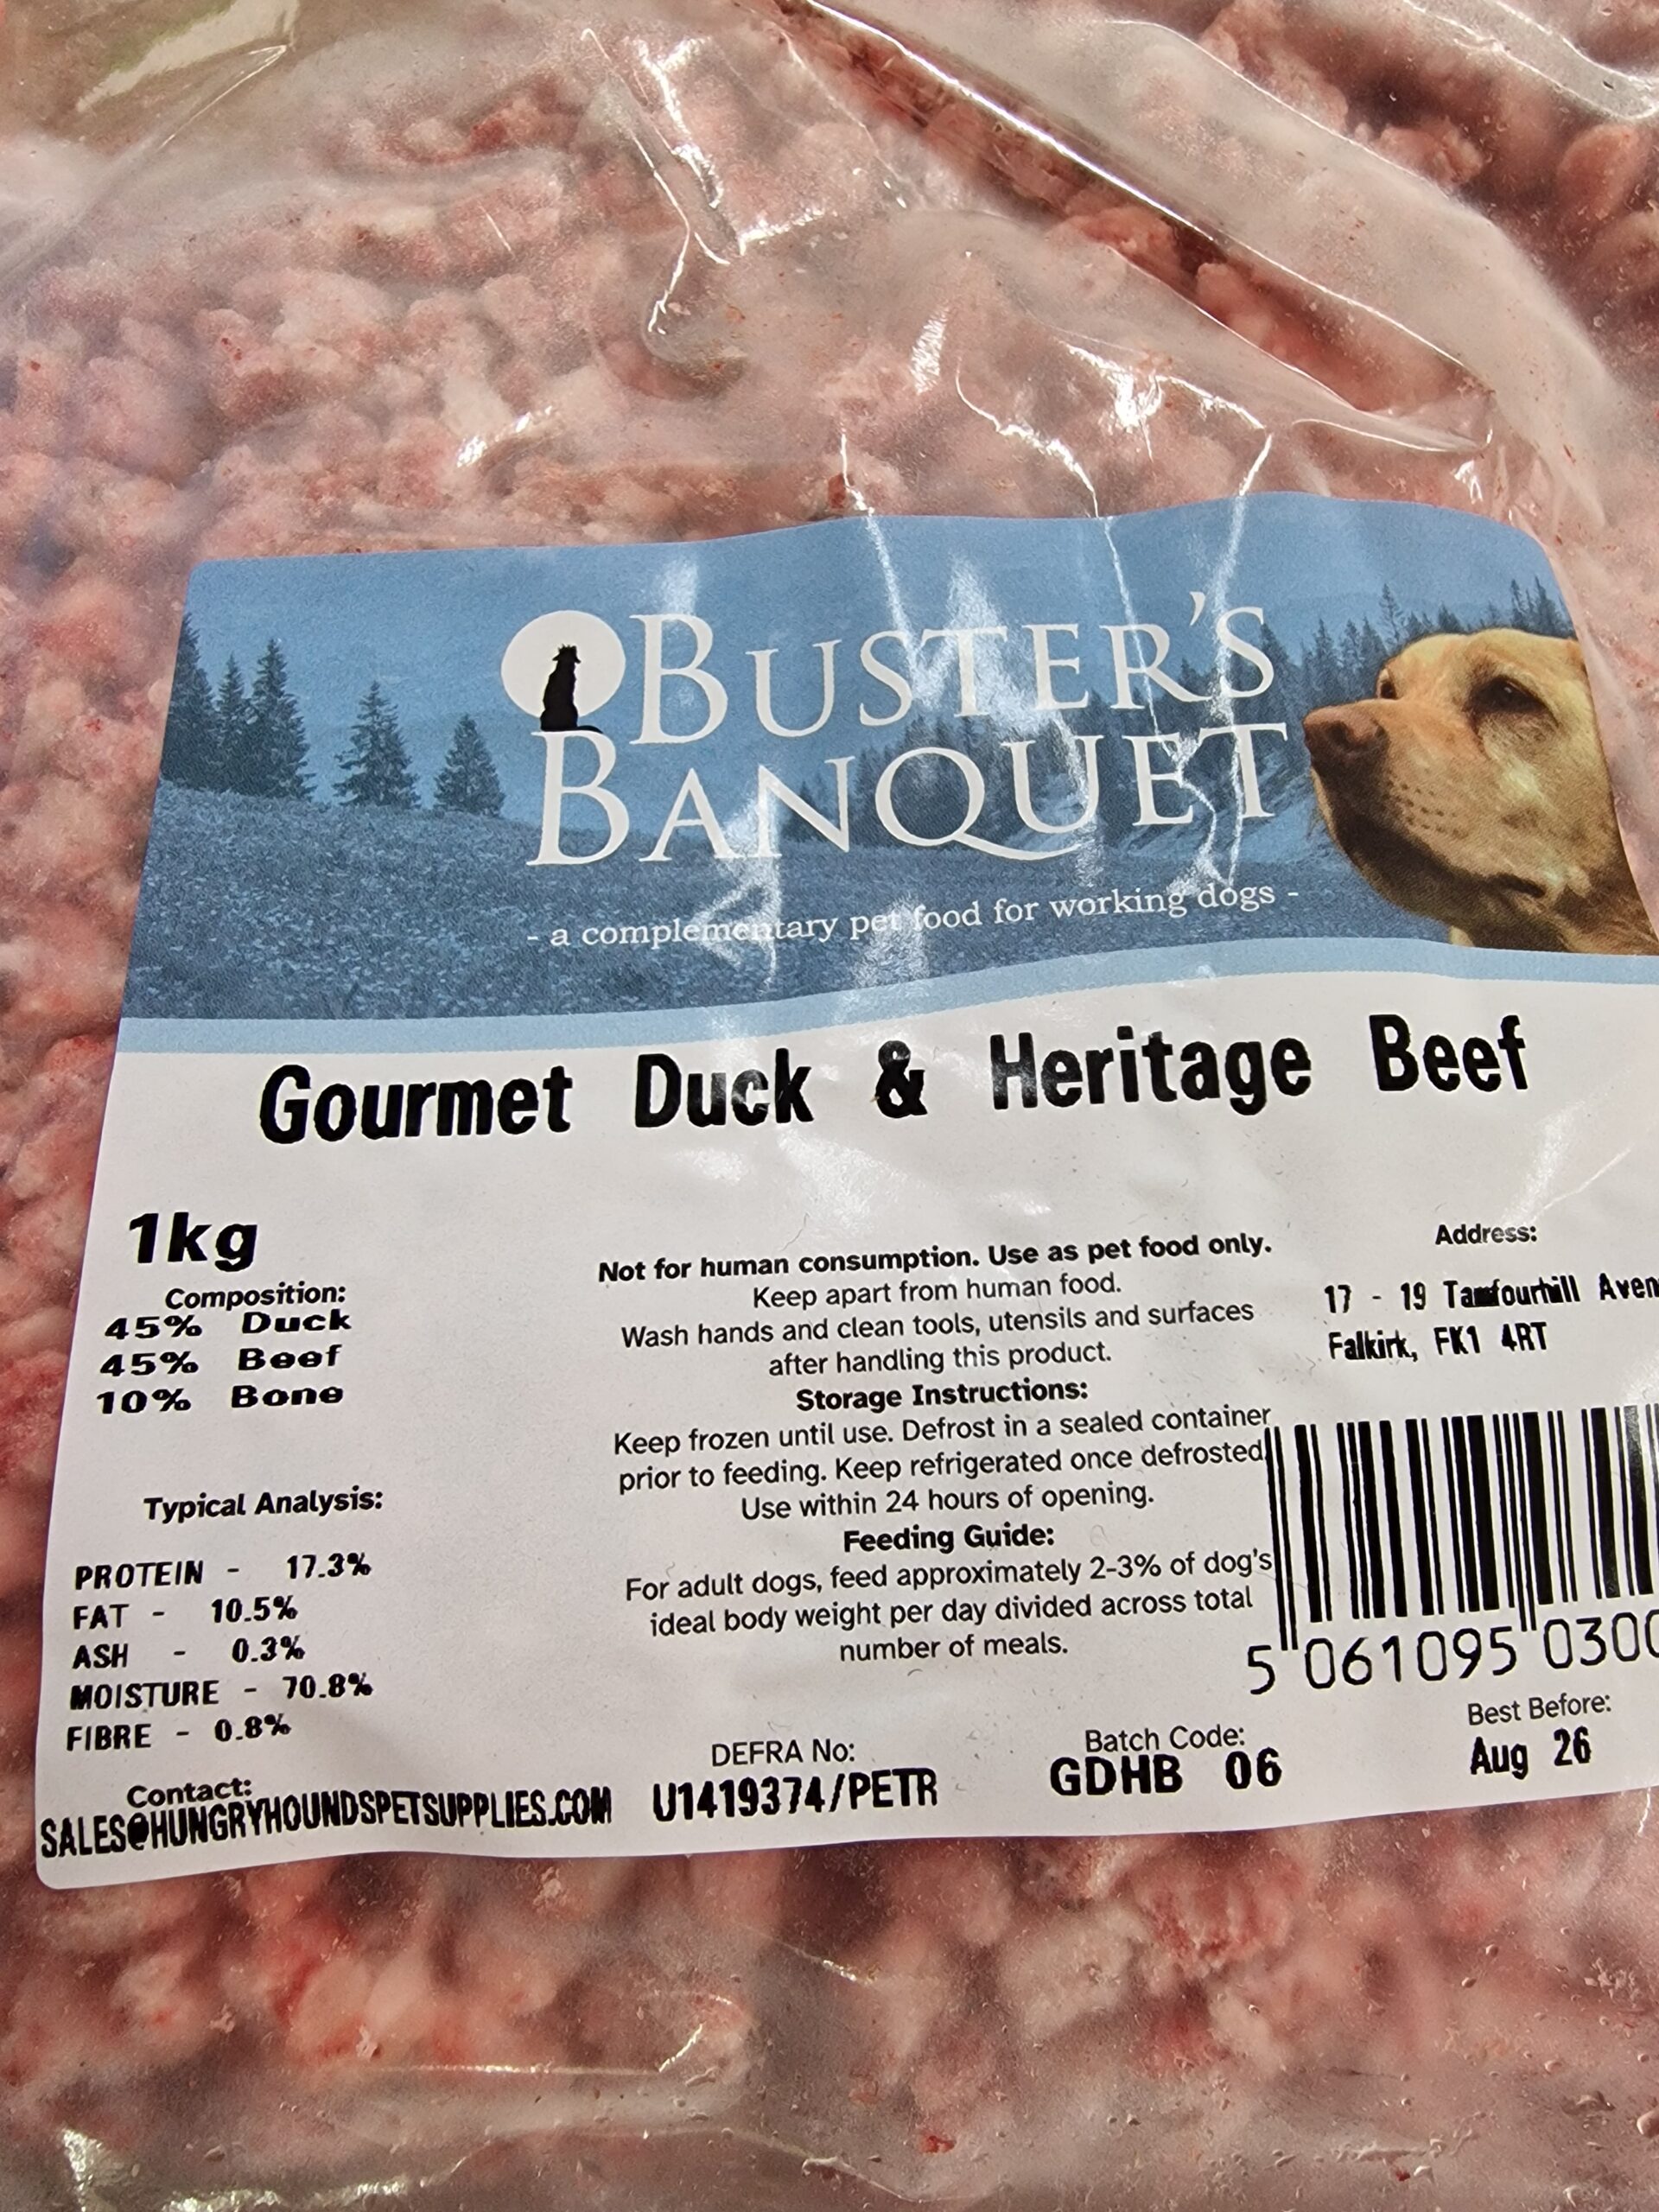 BUSTER'S
BANQUET
- a complementary pet food for working dogs -
Gourmet Duck & Heritage Beef
1kg
Composition:
45% Duck
45% Beef
10% Bone
Typical Analysis:
PROTEIN - 17.3%
FAT - 10.5%
ASH - 0.3%
MOISTURE - 70.8%
FIBRE - 0.8%
Contact:
SALES@HUNGRYHOUNDSPETSUPPLIES.COM
Not for human consumption. Use as pet food only.
Keep apart from human food.
Wash hands and clean tools, utensils and surfaces
after handling this product.
Storage Instructions:
Keep frozen until use. Defrost in a sealed container
prior to feeding. Keep refrigerated once defrosted
Use within 24 hours of opening.
Feeding Guide:
For adult dogs, feed approximately 2-3% of dog's
ideal body weight per day divided across total
number of meals.
DEFRA No:
U1419374/PETR
Batch Code:
GDHB 06
Address:
17 - 19 Tamfourhill Aven
Falkirk, FK1 4RT
5 061095 030
Best Before:
Aug 26